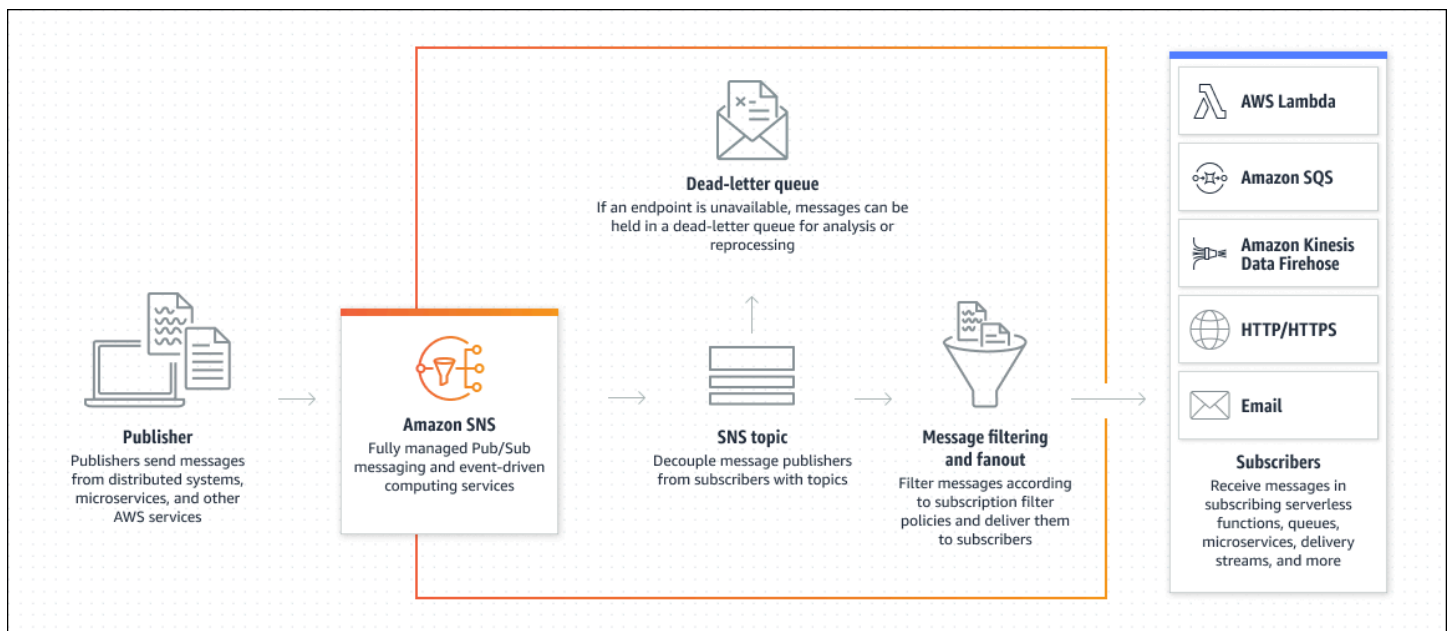 Publisher
Publishers send messages
from distributed systems,
microservices, and other
AWS services
Amazon SNS
Fully managed Pub/Sub
messaging and event-driven
computing services
Dead-letter queue
If an endpoint is unavailable, messages can be
held in a dead-letter queue for analysis or
reprocessing
SNS topic
Decouple message publishers
from subscribers with topics
Message filtering
and fanout
Filter messages according
to subscription filter
policies and deliver them
to subscribers
AWS Lambda
Amazon SQS
Amazon Kinesis
Data Firehose
HTTP/HTTPS
Email
Subscribers
Receive messages in
subscribing serverless
functions, queues,
microservices, delivery
streams, and more